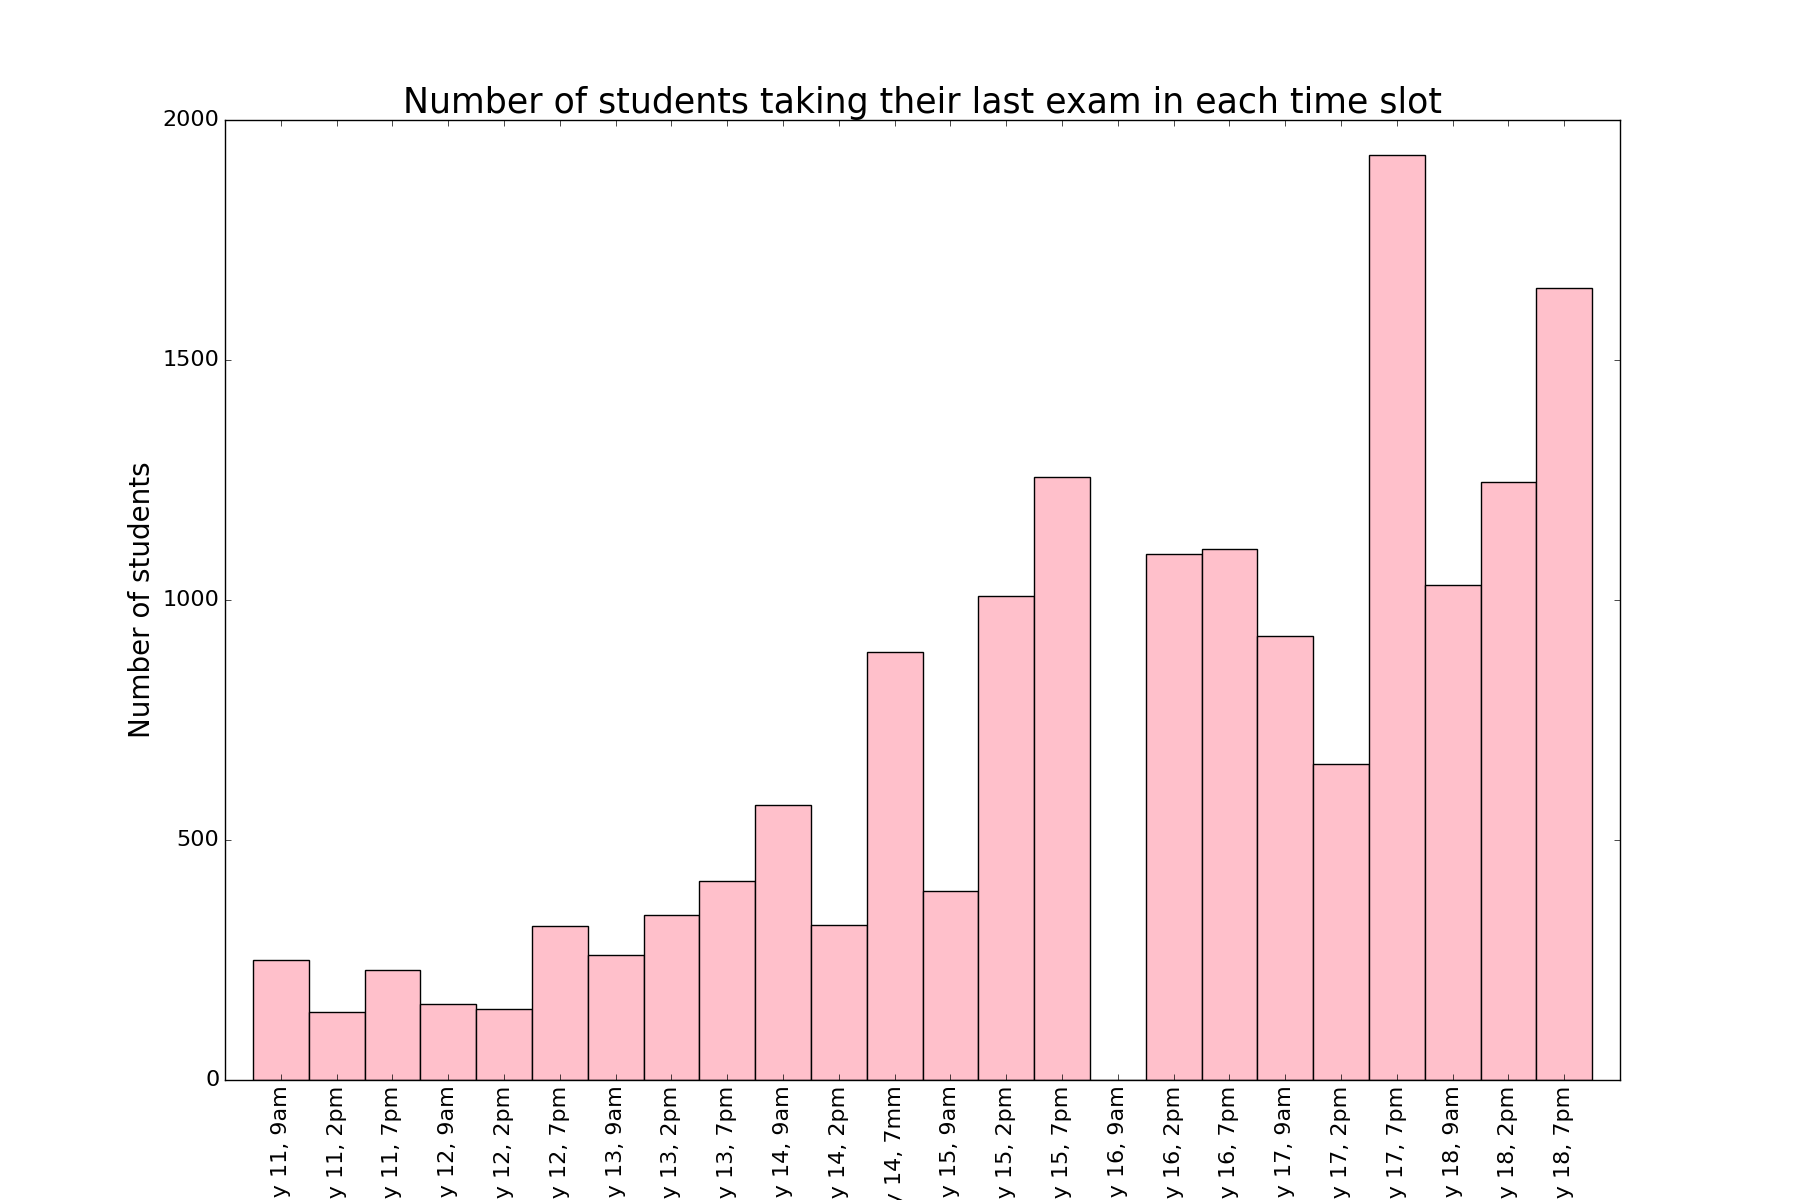 Number of students taking their last exam in each time slot
Number of students
2000
1500
1000
500
0
y 11, 9am
y 11, 2pm
y 11, 7pm
y 12, 9am
y 12, 2pm
y 12, 7pm
y 13, 9am
y 13, 2pm
y 13, 7pm
y 14, 9am
y 14, 2pm
y 14, 7mm
y 15, 9am
y 15, 2pm
y 15, 7pm
y 16, 9am
y 16, 2pm
y 16, 7pm
y 17, 9am
y 17, 2pm
y 17, 7pm
y 18, 9am
y 18, 2pm
y 18, 7pm